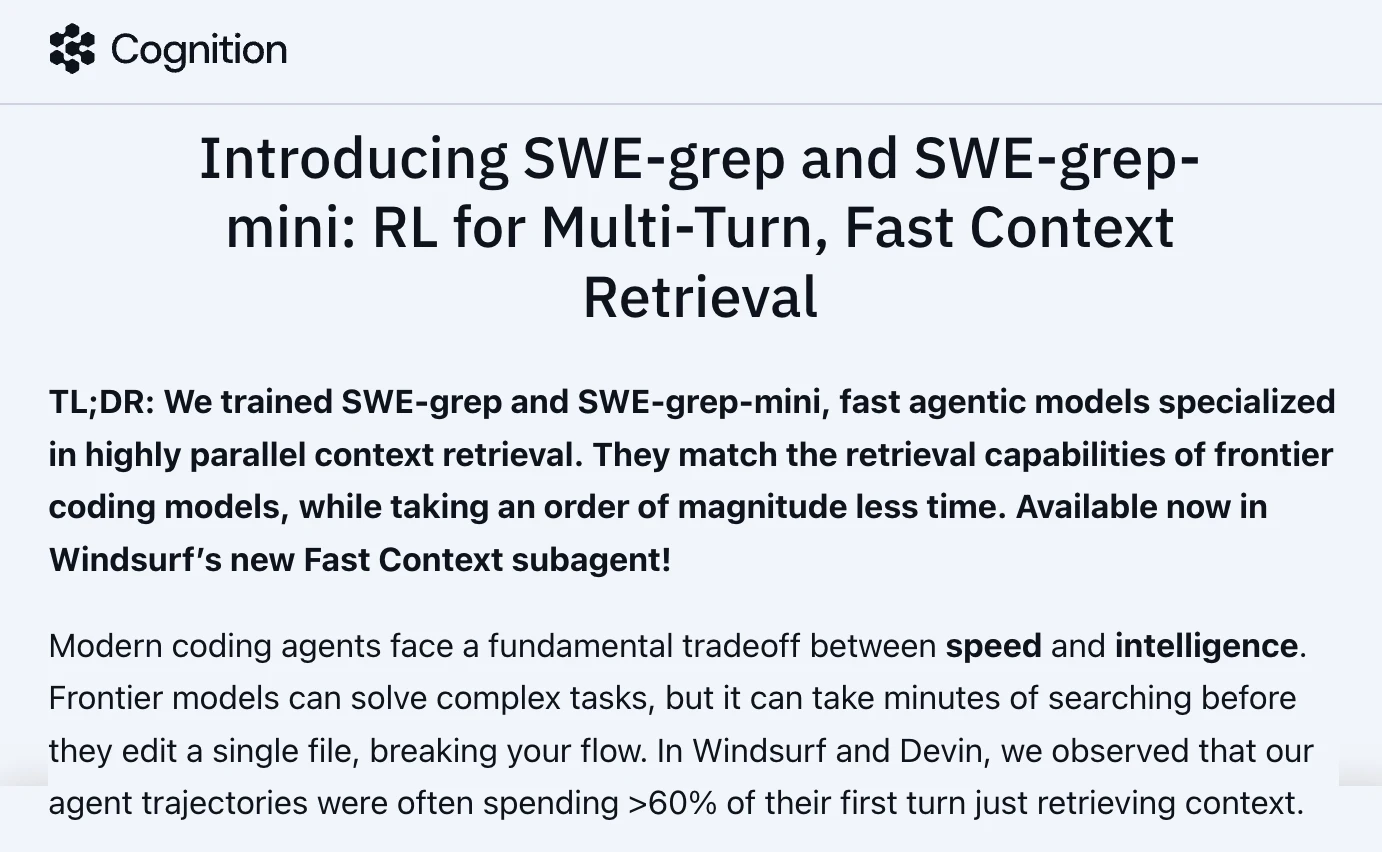 Cognition
Introducing SWE-grep and SWE-grep-
mini: RL for Multi-Turn, Fast Context
Retrieval
TL;DR: We trained SWE-grep and SWE-grep-mini, fast agentic models specialized
in highly parallel context retrieval. They match the retrieval capabilities of frontier
coding models, while taking an order of magnitude less time. Available now in
Windsurf’s new Fast Context subagent!
Modern coding agents face a fundamental tradeoff between speed and intelligence.
Frontier models can solve complex tasks, but it can take minutes of searching before
they edit a single file, breaking your flow. In Windsurf and Devin, we observed that our
agent trajectories were often spending >60% of their first turn just retrieving context.